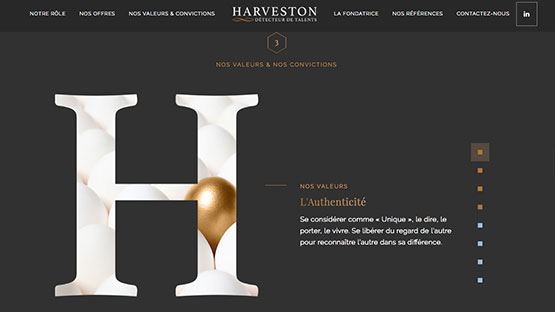 NOTRE RÔLE
NOS OFFRES
NOS VALEURS & CONVICTIONS
HARVESTON
DÉTECTEUR DE TALENTS
LA FONDATRICE
NOS RÉFÉRENCES
CONTACTEZ-NOUS
in
3
NOS VALEURS & NOS CONVICTIONS
H
NOS VALEURS
L'Authenticité
Se considérer comme « Unique », le dire, le
porter, le vivre. Se libérer du regard de l'autre
pour reconnaître l'autre dans sa différence.